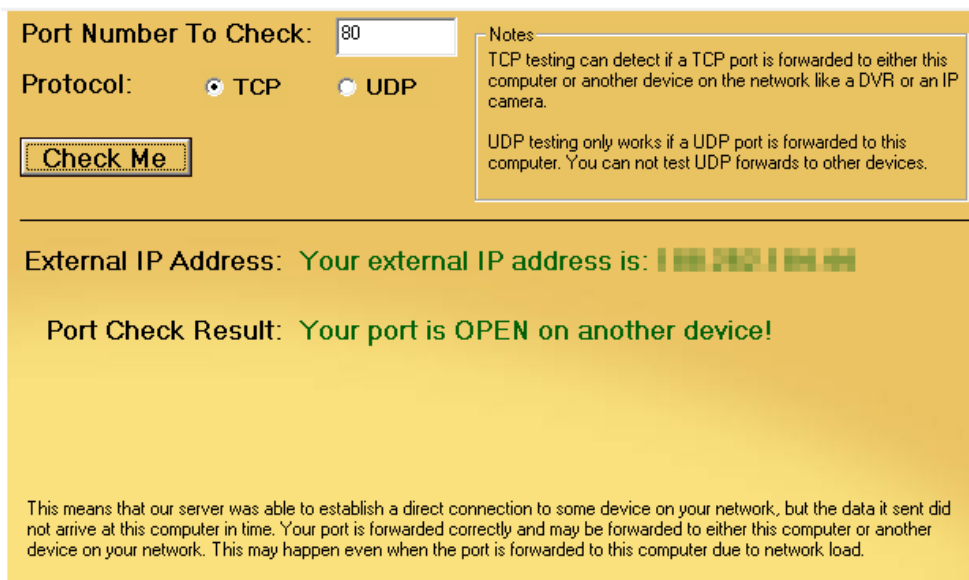 Port Number To Check: 80
Notes
TCP testing can detect if a TCP port is forwarded to either this
computer or another device on the network like a DVR or an IP
camera.
Protocol: TCP UDP
UDP testing only works if a UDP port is forwarded to this
computer. You can not test UDP forwards to other devices.
Check Me
External IP Address: Your external IP address is:
Port Check Result: Your port is OPEN on another device!
This means that our server was able to establish a direct connection to some device on your network, but the data it sent did
not arrive at this computer in time. Your port is forwarded correctly and may be forwarded to either this computer or another
device on your network. This may happen even when the port is forwarded to this computer due to network load.